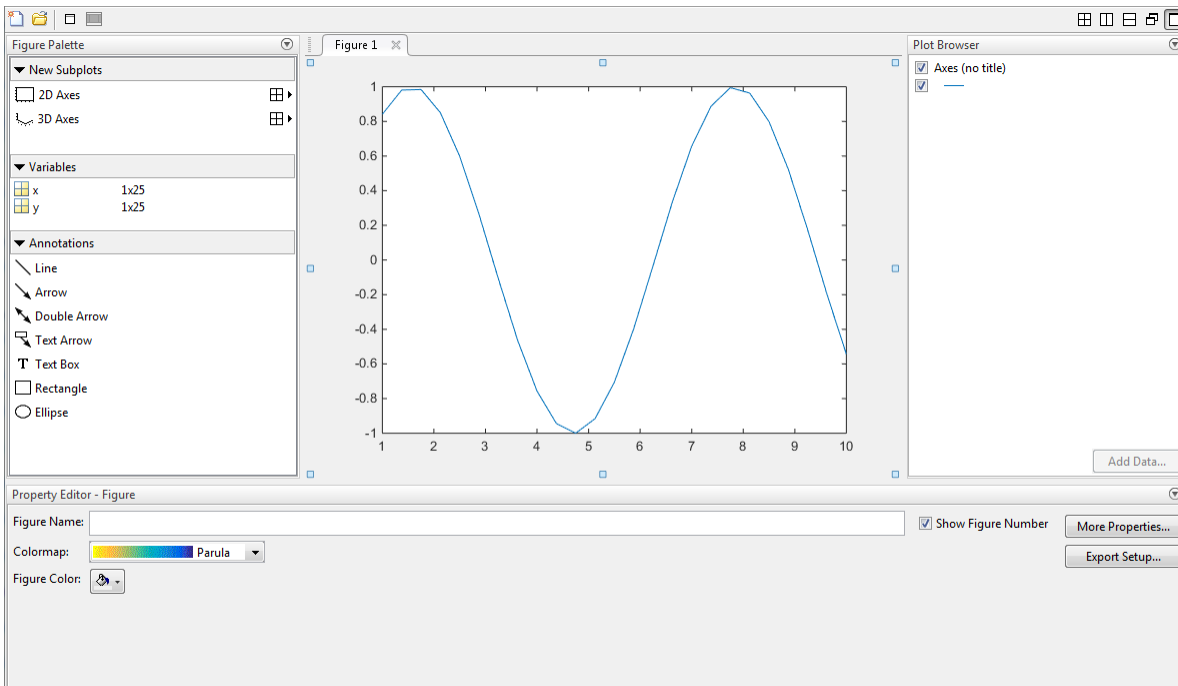 Figure Palette
New Subplots
2D Axes
3D Axes
Variables
x 1x25
y 1x25
Annotations
Line
Arrow
Double Arrow
Text Arrow
T Text Box
Rectangle
Ellipse
Figure 1
1
0.8
0.6
0.4
0.2
0
-0.2
-0.4
-0.6
-0.8
-1
1 2 3 4 5 6 7 8 9 10
Plot Browser
Axes (no title)
Add Data...
Property Editor - Figure
Figure Name:
Show Figure Number
More Properties...
Colormap: Parula
Export Setup...
Figure Color: